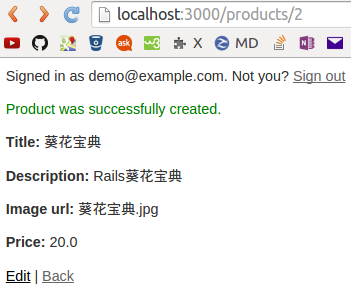 localhost:3000/products/2
MD
Signed in as demo@example.com. Not you? Sign out
Product was successfully created.
Title: 葵花宝典
Description: Rails葵花宝典
Image url: 葵花宝典.jpg
Price: 20.0
Edit | Back